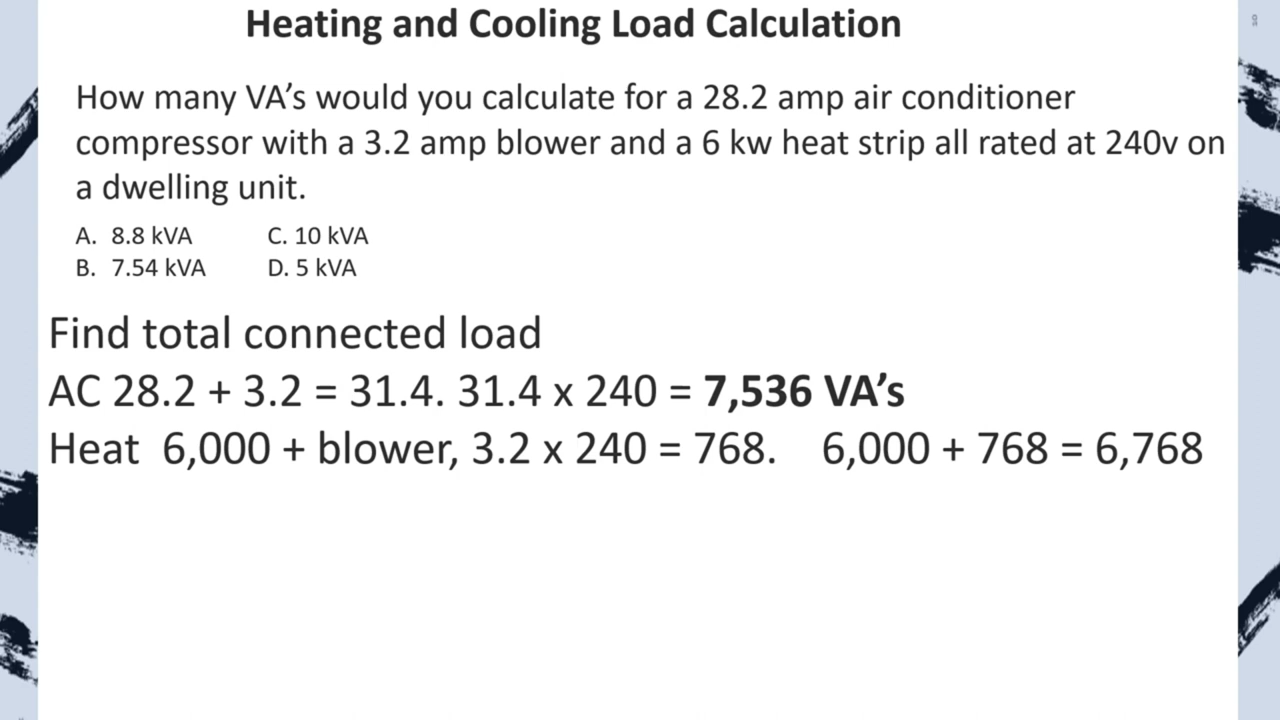 Heating and Cooling Load Calculation
How many VA’s would you calculate for a 28.2 amp air conditioner
compressor with a 3.2 amp blower and a 6 kw heat strip all rated at 240v on
a dwelling unit.
A. 8.8 kVA C. 10 kVA
B. 7.54 kVA D. 5 kVA
Find total connected load
AC 28.2 + 3.2 = 31.4. 31.4 x 240 = 7,536 VA’s
Heat 6,000 + blower, 3.2 x 240 = 768. 6,000 + 768 = 6,768